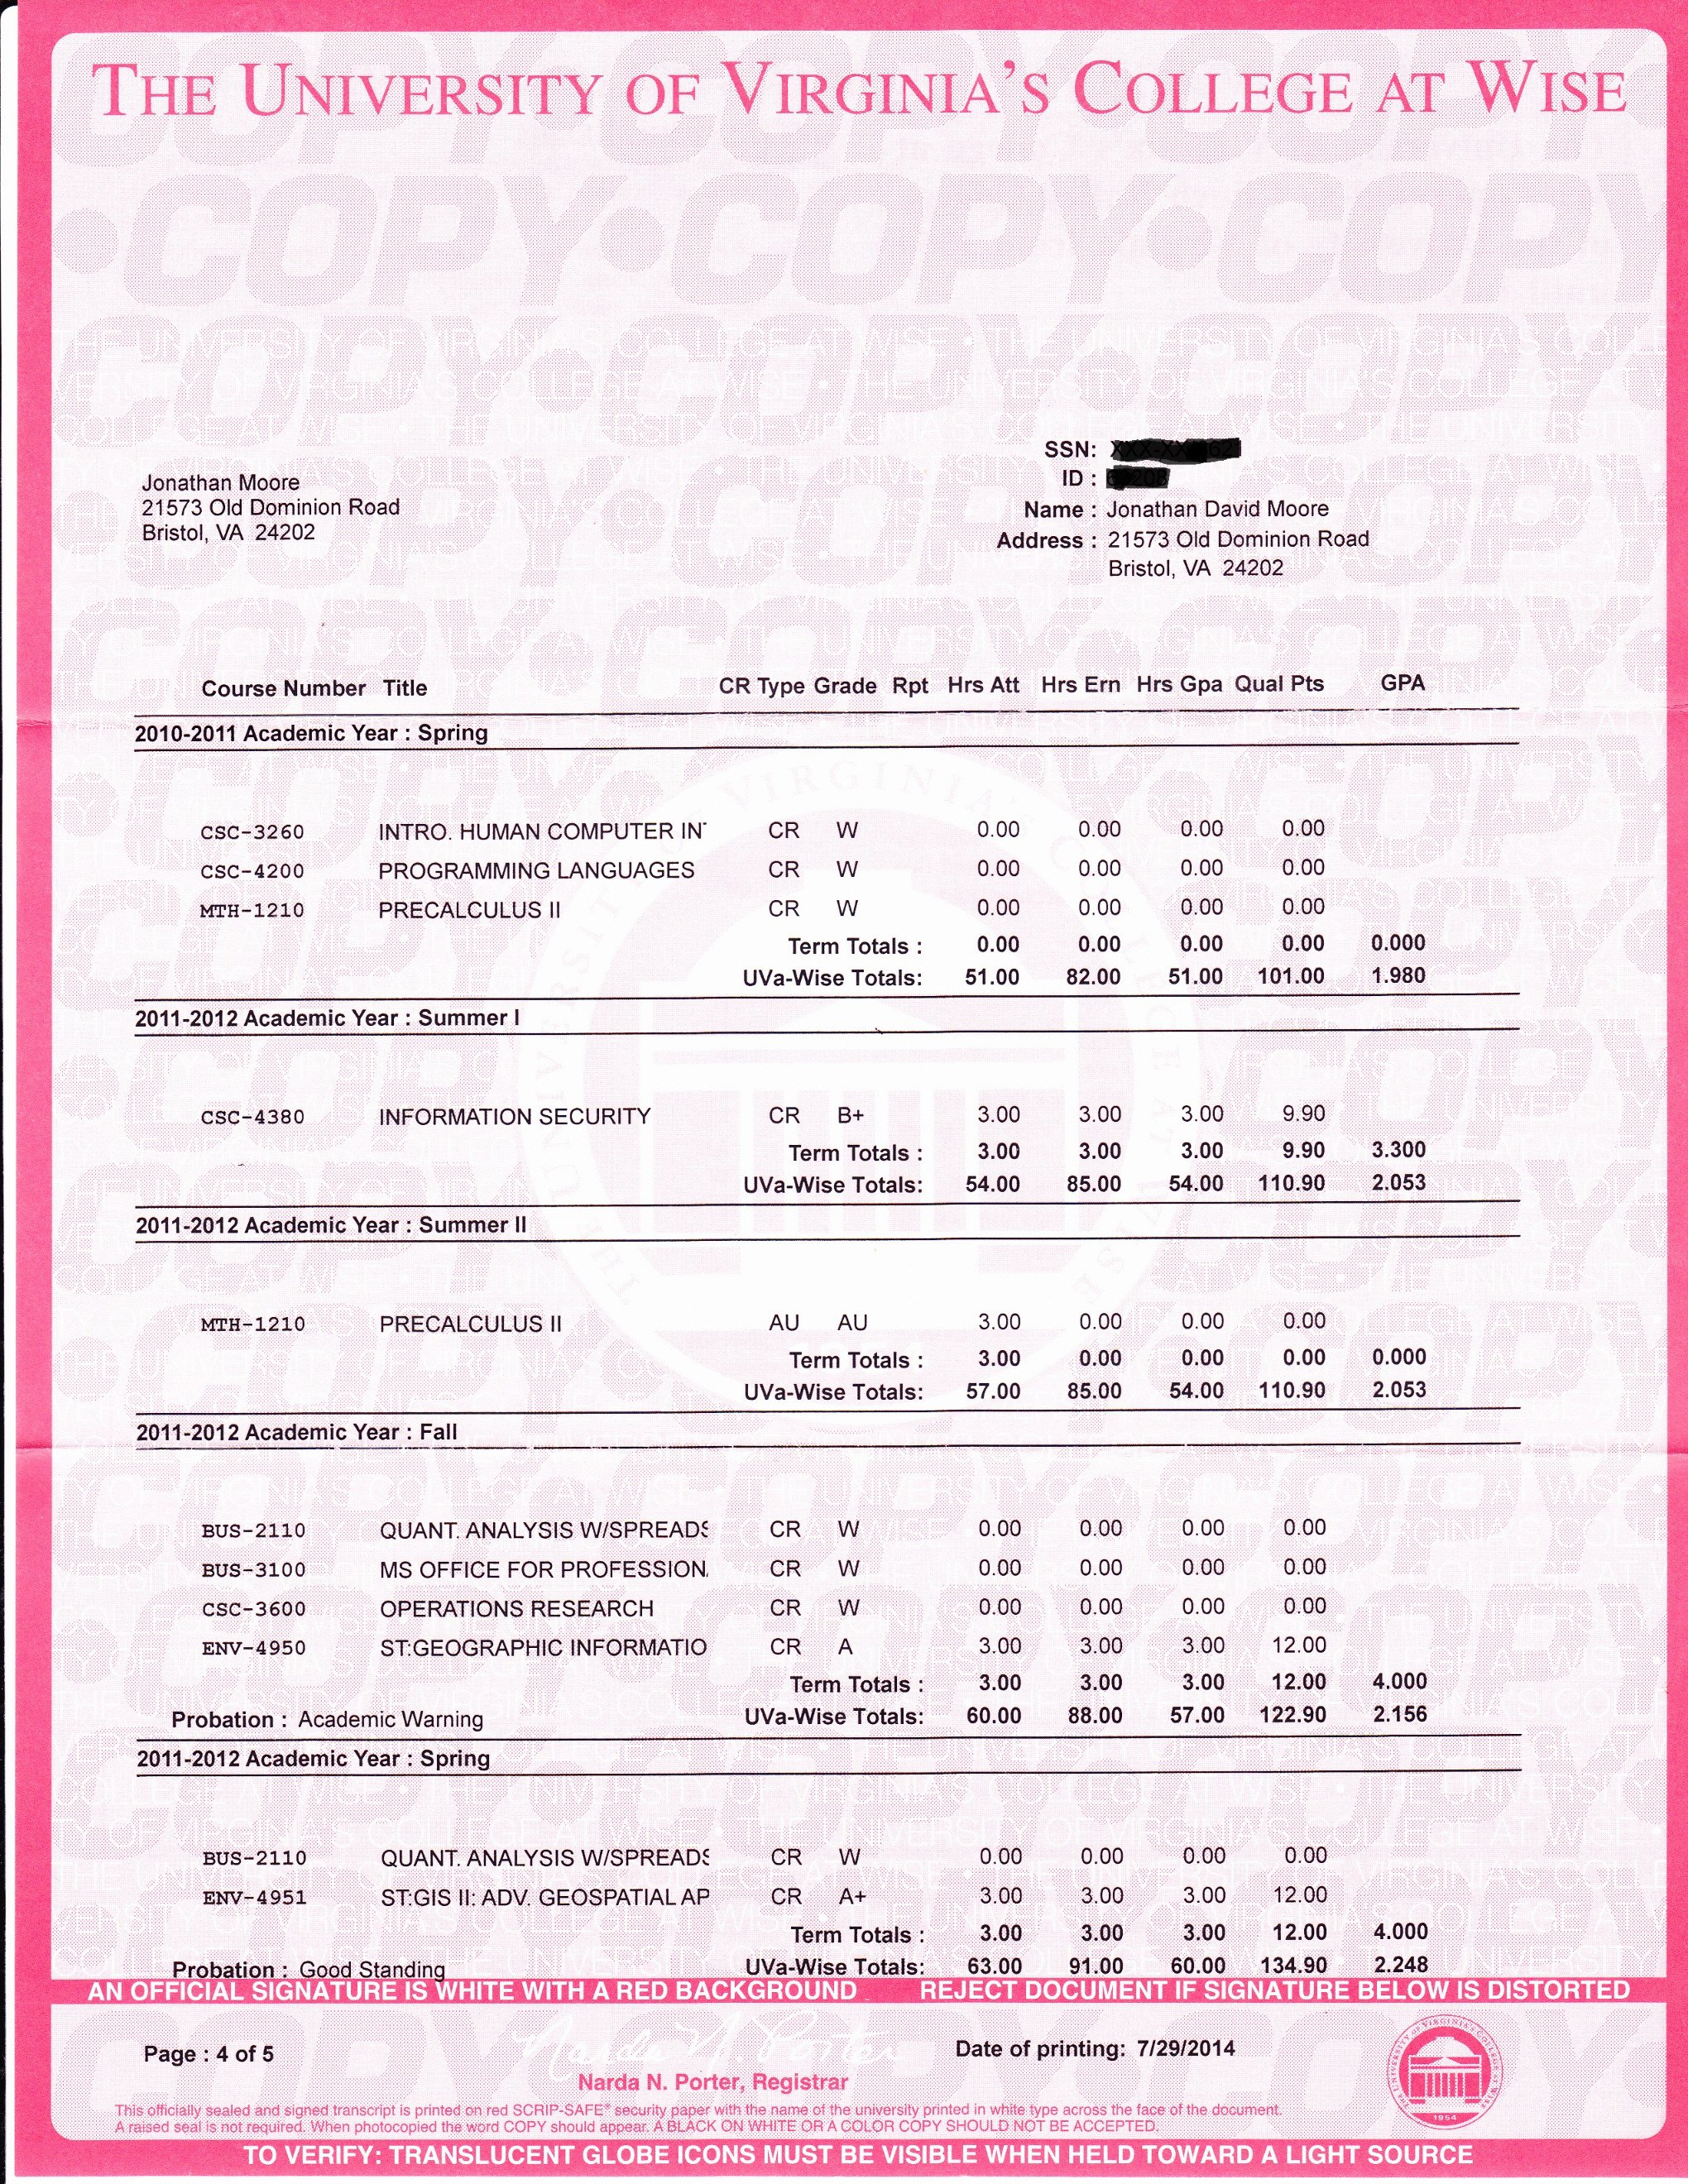 THE UNIVERSITY OF VIRGINIA'S COLLEGE AT WISE
COPY
SSN:
ID :
Jonathan Moore
21573 Old Dominion Road
Bristol, VA 24202
Name : Jonathan David Moore
Address : 21573 Old Dominion Road
Bristol, VA 24202
Course Number Title CR Type Grade Rpt Hrs Att Hrs Ern Hrs Gpa Qual Pts GPA
2010-2011 Academic Year : Spring
CSC-3260 INTRO. HUMAN COMPUTER IN CR W 0.00 0.00 0.00 0.00
CSC-4200 PROGRAMMING LANGUAGES CR W 0.00 0.00 0.00 0.00
MTH-1210 PRECALCULUS II CR W 0.00 0.00 0.00 0.00
Term Totals : 0.00 0.00 0.00 0.00 0.000
UVa-Wise Totals: 51.00 82.00 51.00 101.00 1.980
2011-2012 Academic Year : Summer I
CSC-4380 INFORMATION SECURITY CR B+ 3.00 3.00 3.00 9.90
Term Totals : 3.00 3.00 3.00 9.90 3.300
UVa-Wise Totals: 54.00 85.00 54.00 110.90 2.053
2011-2012 Academic Year : Summer II
MTH-1210 PRECALCULUS II AU AU 3.00 0.00 0.00 0.00
Term Totals : 3.00 0.00 0.00 0.00 0.000
UVa-Wise Totals: 57.00 85.00 54.00 110.90 2.053
2011-2012 Academic Year : Fall
BUS-2110 QUANT. ANALYSIS W/SPREADS CR W 0.00 0.00 0.00 0.00
BUS-3100 MS OFFICE FOR PROFESSION CR W 0.00 0.00 0.00 0.00
CSC-3600 OPERATIONS RESEARCH CR W 0.00 0.00 0.00 0.00
ENV-4950 ST:GEOGRAPHIC INFORMATIO CR A 3.00 3.00 3.00 12.00
Term Totals : 3.00 3.00 3.00 12.00 4.000
Probation : Academic Warning UVa-Wise Totals: 60.00 88.00 57.00 122.90 2.156
2011-2012 Academic Year : Spring
BUS-2110 QUANT. ANALYSIS W/SPREADS CR W 0.00 0.00 0.00 0.00
ENV-4951 ST:GIS II: ADV. GEOSPATIAL AP CR A+ 3.00 3.00 3.00 12.00
Term Totals : 3.00 3.00 3.00 12.00 4.000
Probation : Good Standing UVa-Wise Totals: 63.00 91.00 60.00 134.90 2.248
AN OFFICIAL SIGNATURE IS WHITE WITH A RED BACKGROUND REJECT DOCUMENT IF SIGNATURE BELOW IS DISTORTED
Page : 4 of 5 Narda N Porter Date of printing: 7/29/2014
Narda N. Porter, Registrar
This officially sealed and signed transcript is printed on red SCRIP-SAFE® security paper with the name of the university printed in white type across the face of the document.
A raised seal is not required. When photocopied the word COPY should appear. A BLACK ON WHITE OR A COLOR COPY SHOULD NOT BE ACCEPTED.
THE UNIVERSITY OF VIRGINIA'S COLLEGE AT WISE
1954
TO VERIFY: TRANSLUCENT GLOBE ICONS MUST BE VISIBLE WHEN HELD TOWARD A LIGHT SOURCE